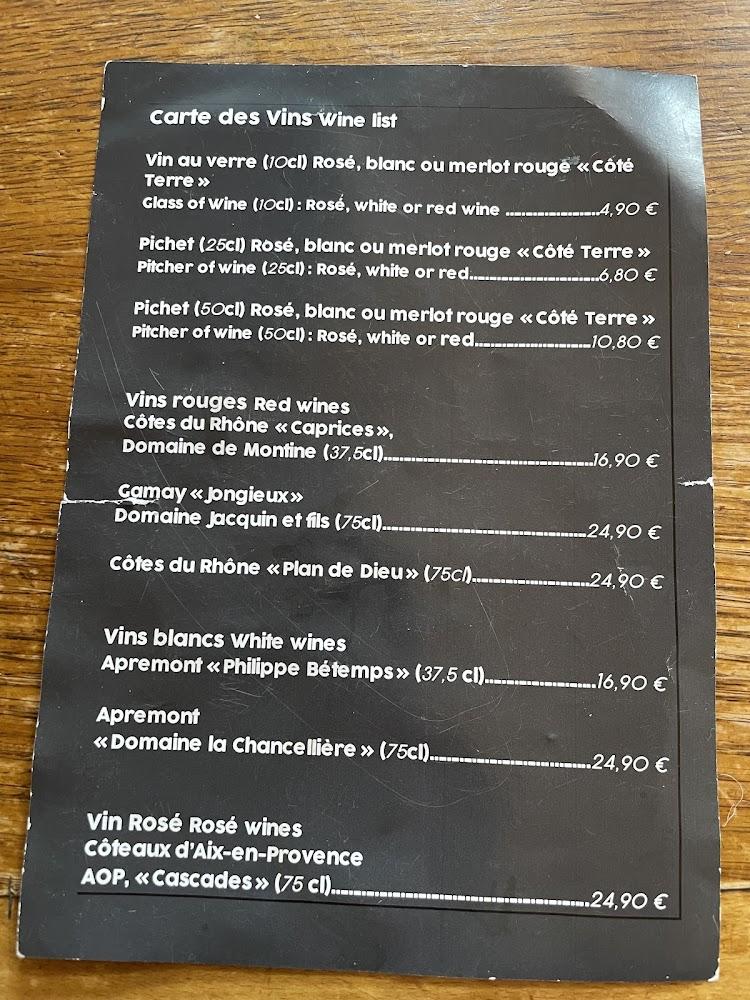 Carte des Vins Wine list
Vin au verre (10cl) Rosé, blanc ou merlot rouge « Côté
Terre »
Glass of Wine (10cl) : Rosé, white or red wine ....................4,90 €
Pichet (25cl) Rosé, blanc ou merlot rouge « Côté Terre »
Pitcher of wine (25cl) : Rosé, white or red............................6,80 €
Pichet (50cl) Rosé, blanc ou merlot rouge « Côté Terre »
Pitcher of wine (50cl) : Rosé, white or red.........................10,80 €
Vins rouges Red wines
Côtes du Rhône « Caprices »,
Domaine de Montine (37,5cl)............................................16,90 €
Gamay « Jongieux »
Domaine Jacquin et fils (75cl)...........................................24,90 €
Côtes du Rhône « Plan de Dieu » (75cl).........................24,90 €
Vins blancs White wines
Apremont « Philippe Bétemps » (37,5 cl).......................16,90 €
Apremont
« Domaine la Chancellière » (75cl).................................24,90 €
Vin Rosé Rosé wines
Côteaux d'Aix-en-Provence
AOP, « Cascades » (75 cl)...................................................24,90 €